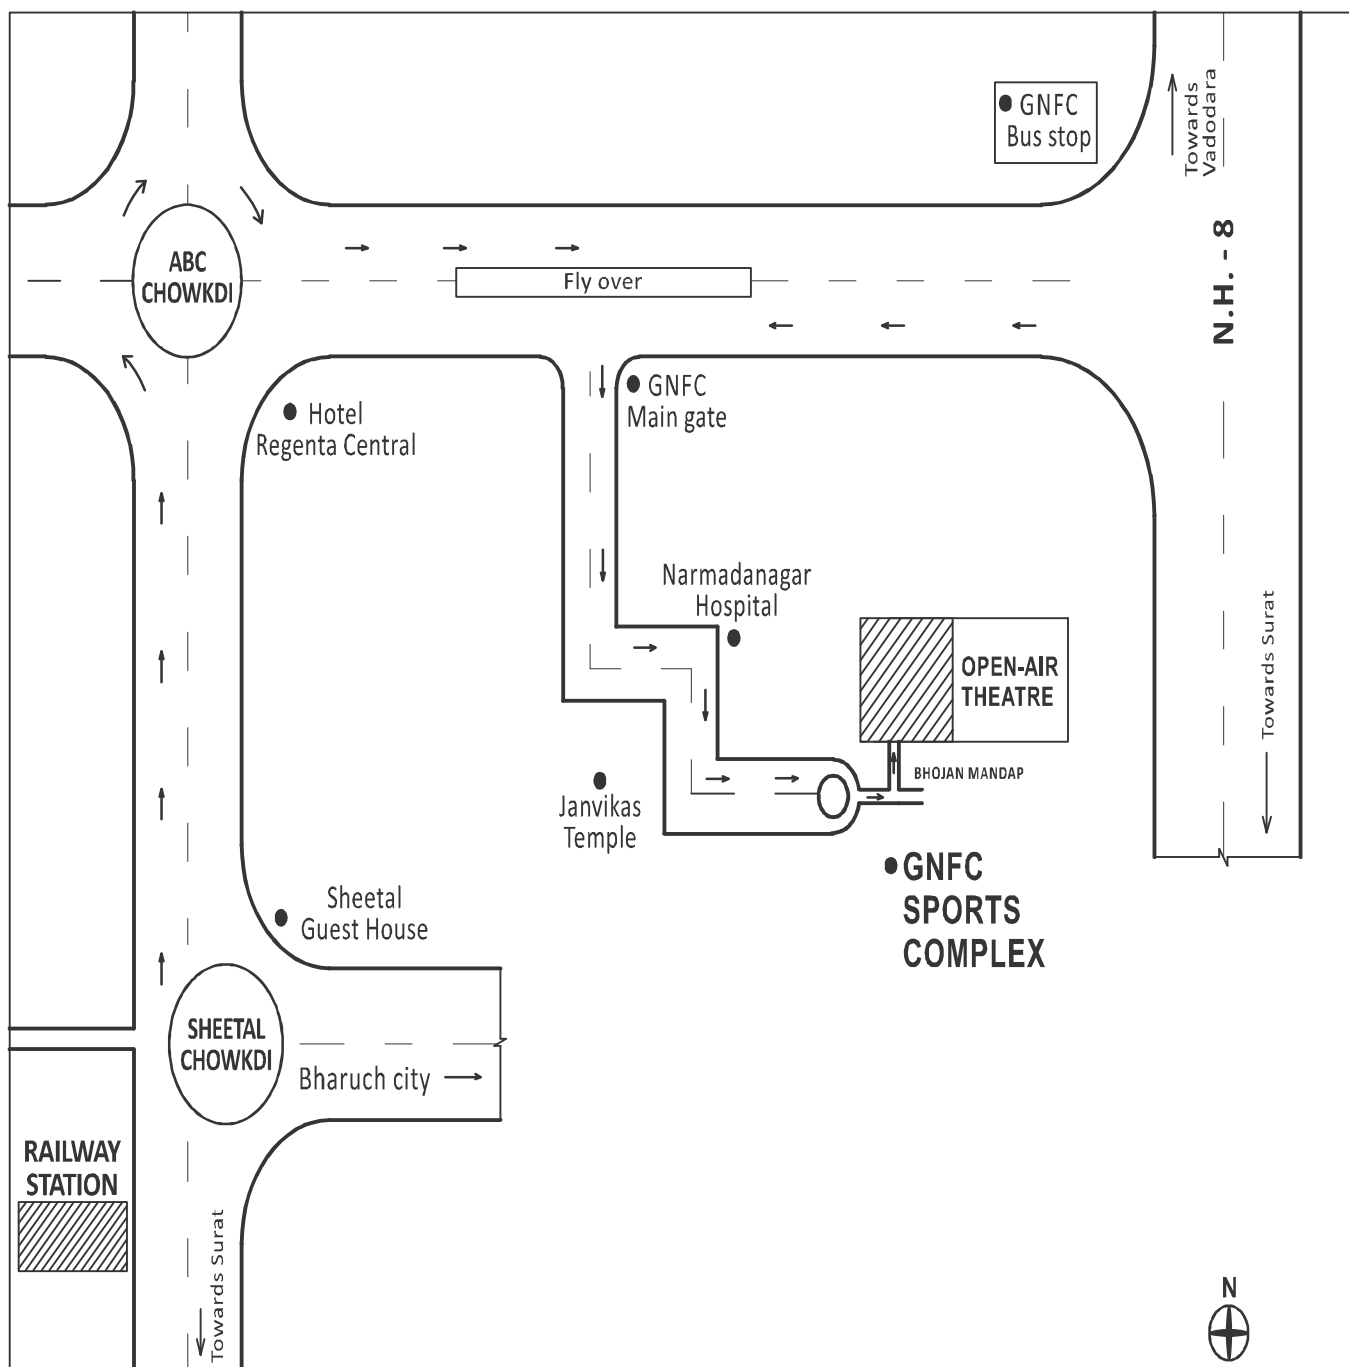 GNFC
Bus stop
Towards
Vadodara
N.H. - 8
ABC
CHOWKDI
Fly over
GNFC
Main gate
Hotel
Regenta Central
Narmadanagar
Hospital
Towards Surat
OPEN-AIR
THEATRE
BHOJAN MANDAP
Janvikas
Temple
GNFC
SPORTS
COMPLEX
Sheetal
Guest House
SHEETAL
CHOWKDI
Bharuch city
RAILWAY
STATION
Towards Surat
N